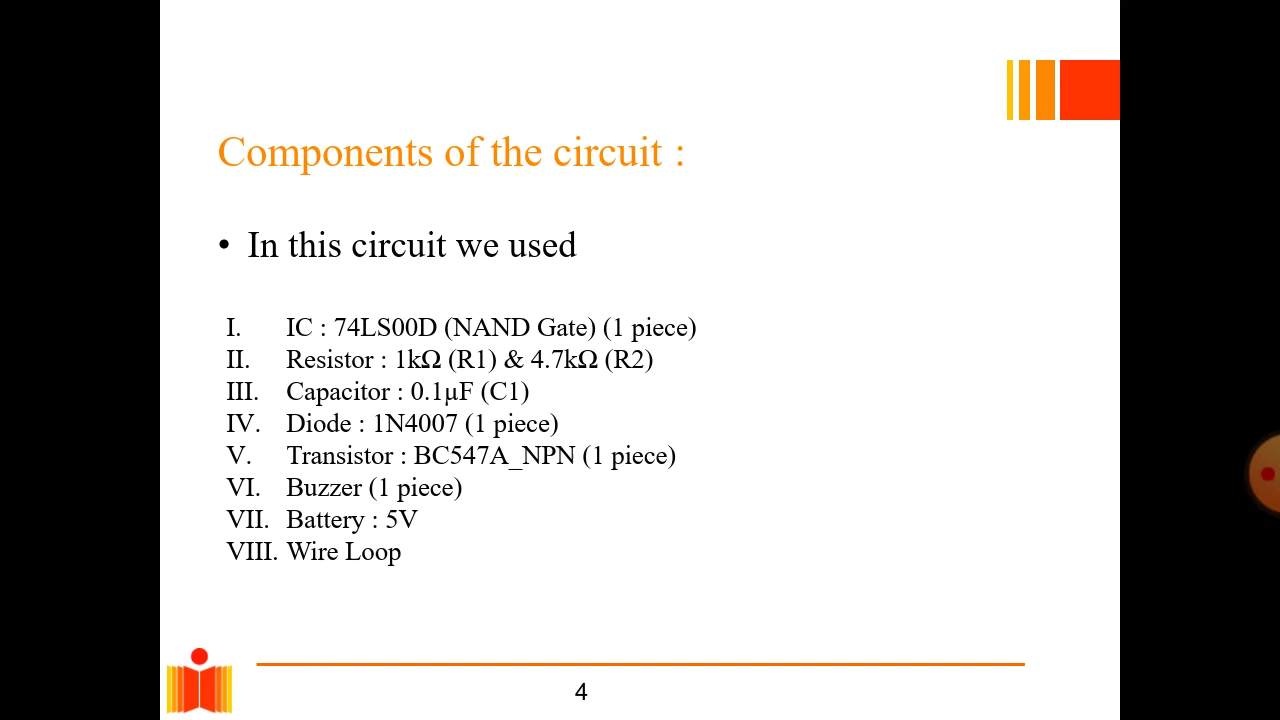 Components of the circuit :
• In this circuit we used
I. IC : 74LS00D (NAND Gate) (1 piece)
II. Resistor : 1kΩ (R1) & 4.7kΩ (R2)
III. Capacitor : 0.1µF (C1)
IV. Diode : 1N4007 (1 piece)
V. Transistor : BC547A_NPN (1 piece)
VI. Buzzer (1 piece)
VII. Battery : 5V
VIII. Wire Loop
4